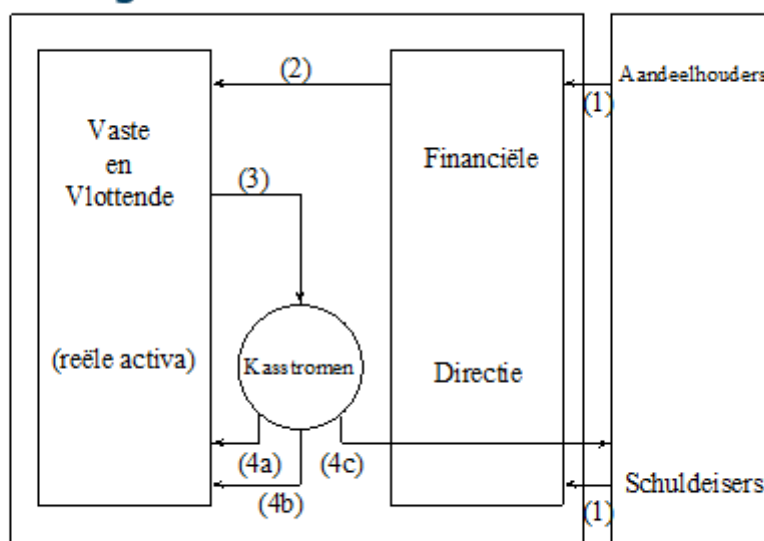 Aandeelhouders
(1)
(2)
Vaste
en
Vlottende
Financiële
(3)
(reële activa)
Kasstromen
Directie
(4a)
(4b)
(4c)
Schuldeisers
(1)